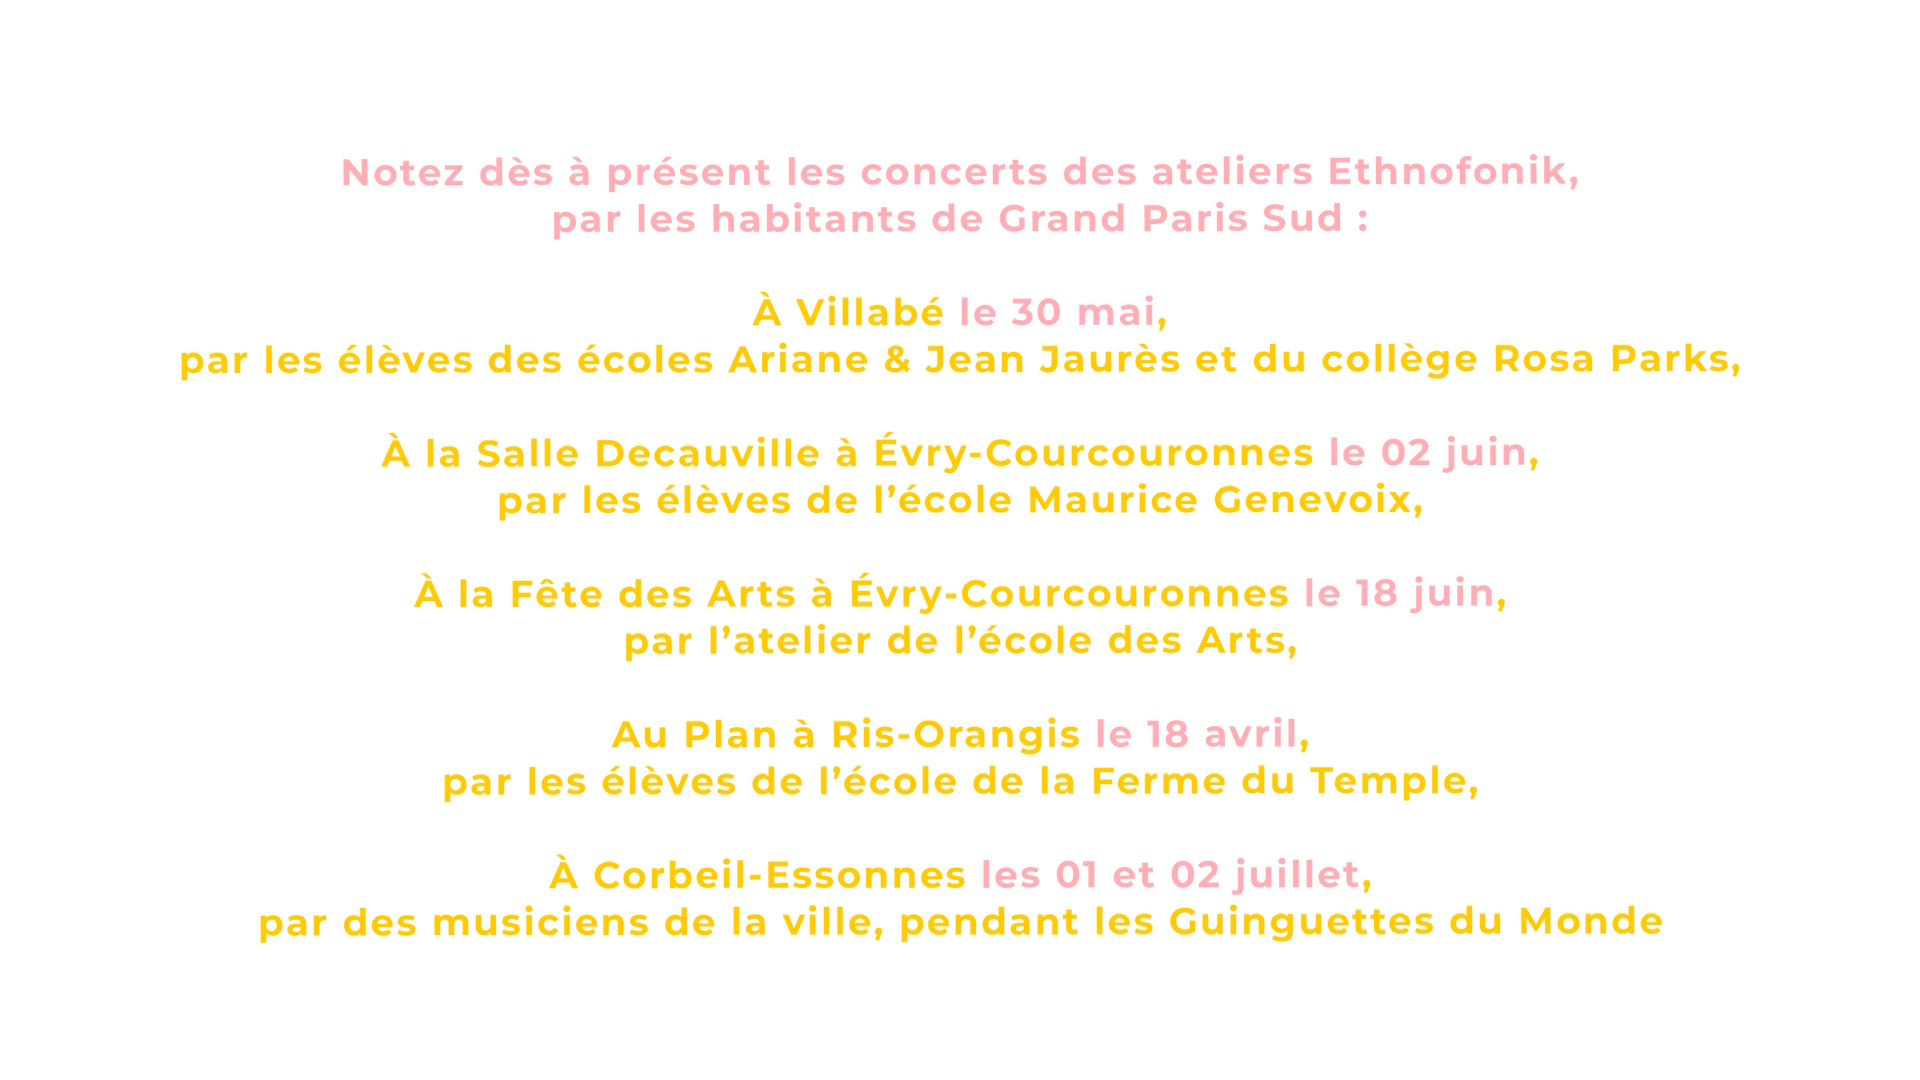 Notez dès à présent les concerts des ateliers Ethnofonik,
par les habitants de Grand Paris Sud :
À Villabé le 30 mai,
par les élèves des écoles Ariane & Jean Jaurès et du collège Rosa Parks,
À la Salle Decauville à Évry-Courcouronnes le 02 juin,
par les élèves de l’école Maurice Genevoix,
À la Fête des Arts à Évry-Courcouronnes le 18 juin,
par l’atelier de l’école des Arts,
Au Plan à Ris-Orangis le 18 avril,
par les élèves de l’école de la Ferme du Temple,
À Corbeil-Essonnes les 01 et 02 juillet,
par des musiciens de la ville, pendant les Guinguettes du Monde